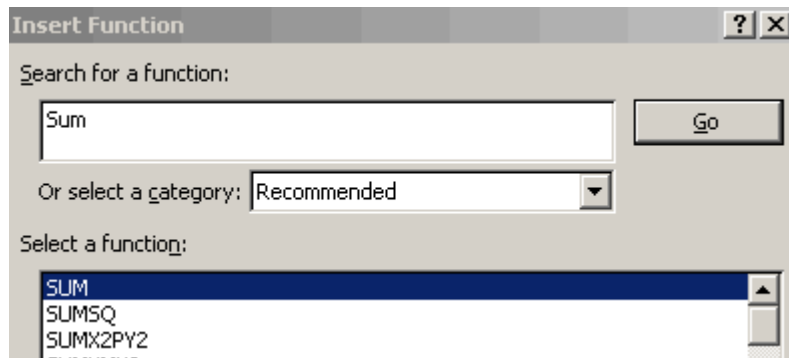 Insert Function
Search for a function:
Sum
Go
Or select a category: Recommended
Select a function:
SUM
SUMSQ
SUMX2PY2